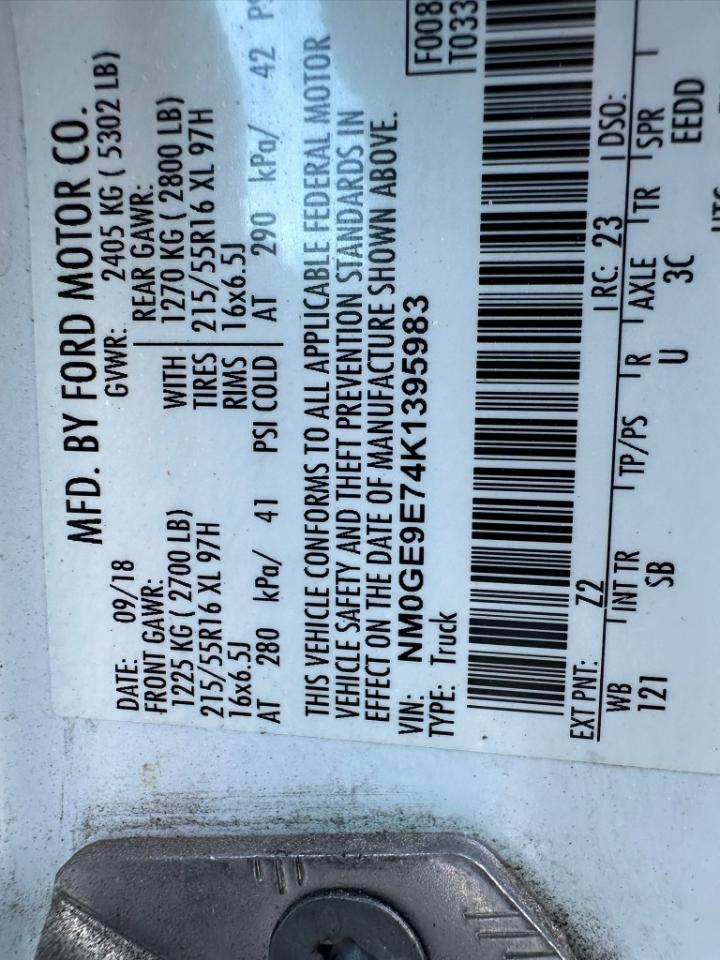 MFD. BY FORD MOTOR CO.
DATE: 09/18 GVWR: 2405 KG ( 5302 LB)
FRONT GAWR: REAR GAWR:
1225 KG ( 2700 LB) WITH 1270 KG ( 2800 LB)
215/55R16 XL 97H TIRES 215/55R16 XL 97H
16x6.5J RIMS 16x6.5J
AT 280 kPa/ 41 PSI COLD AT 290 kPa/ 42
THIS VEHICLE CONFORMS TO ALL APPLICABLE FEDERAL MOTOR
VEHICLE SAFETY AND THEFT PREVENTION STANDARDS IN
EFFECT ON THE DATE OF MANUFACTURE SHOWN ABOVE.
VIN: NM0GE9E74K1395983 F008
TYPE: Truck T033
EXT PNT: Z2 RC: 23 DSO:
WB INT TR TP/PS R AXLE TR SPR
121 SB U 3C EEDD